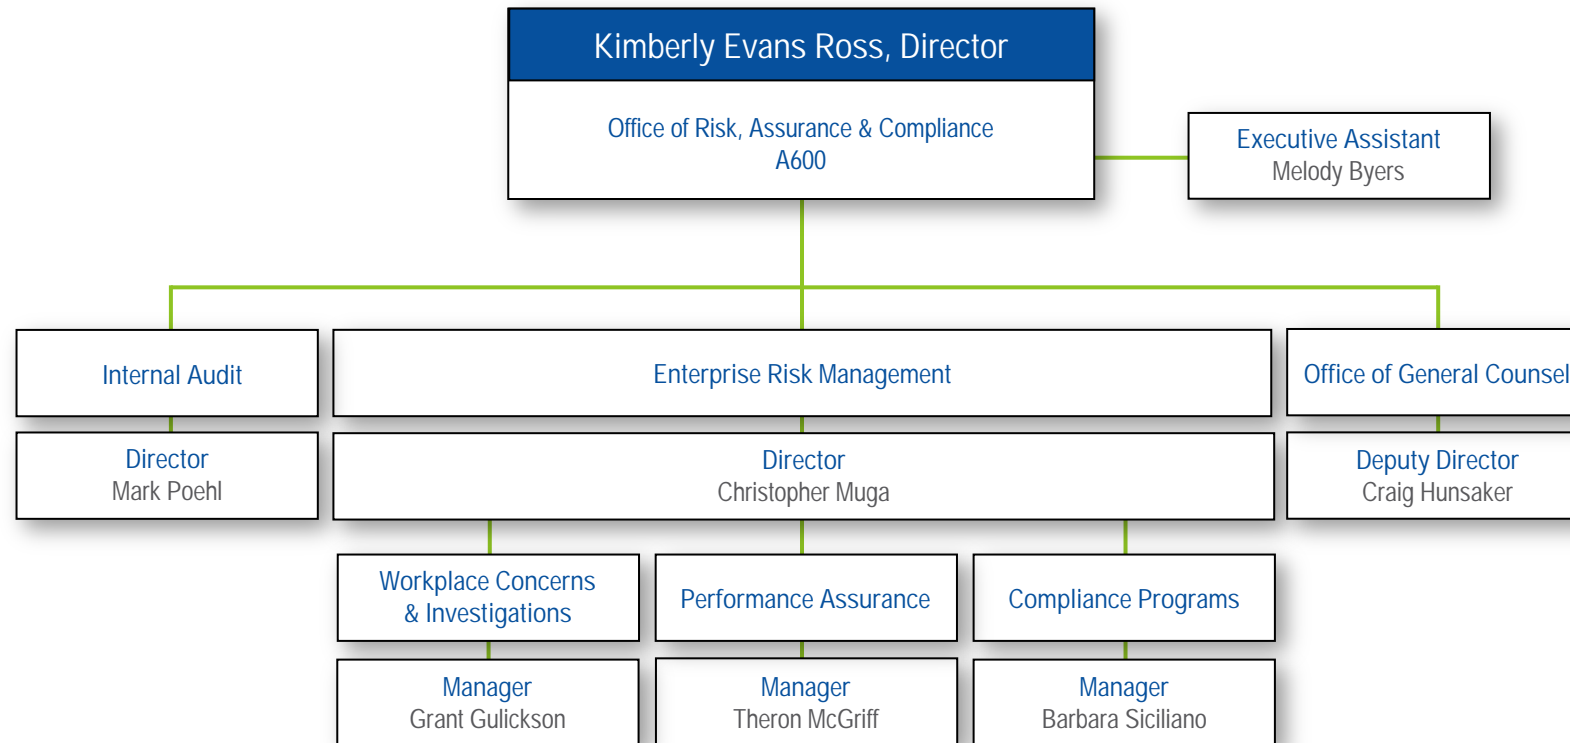 Kimberly Evans Ross, Director
Office of Risk, Assurance & Compliance
A600
Executive Assistant
Melody Byers
Internal Audit
Enterprise Risk Management
Office of General Counsel
Director
Mark Poehl
Director
Christopher Muga
Deputy Director
Craig Hunsaker
Workplace Concerns
& Investigations
Performance Assurance
Compliance Programs
Manager
Grant Gulickson
Manager
Theron McGriff
Manager
Barbara Siciliano